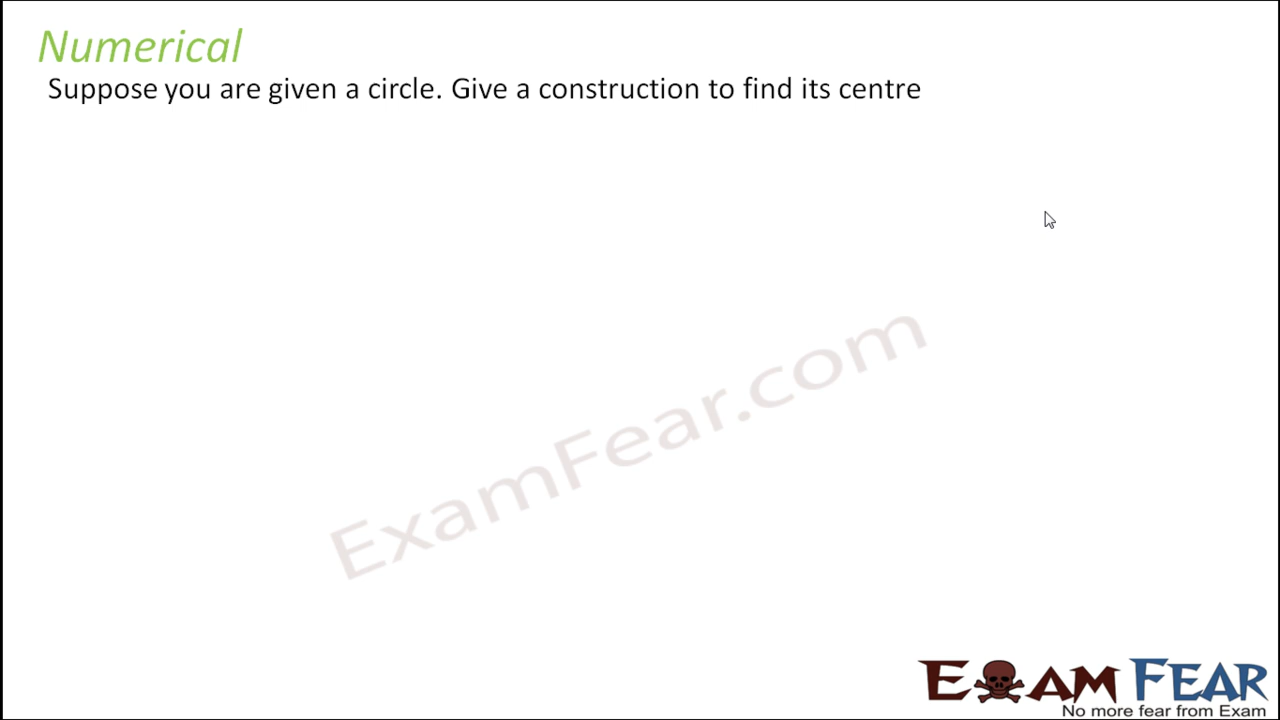 Numerical
Suppose you are given a circle. Give a construction to find its centre
ExamFear.com
EXAM FEAR
No more fear from Exam